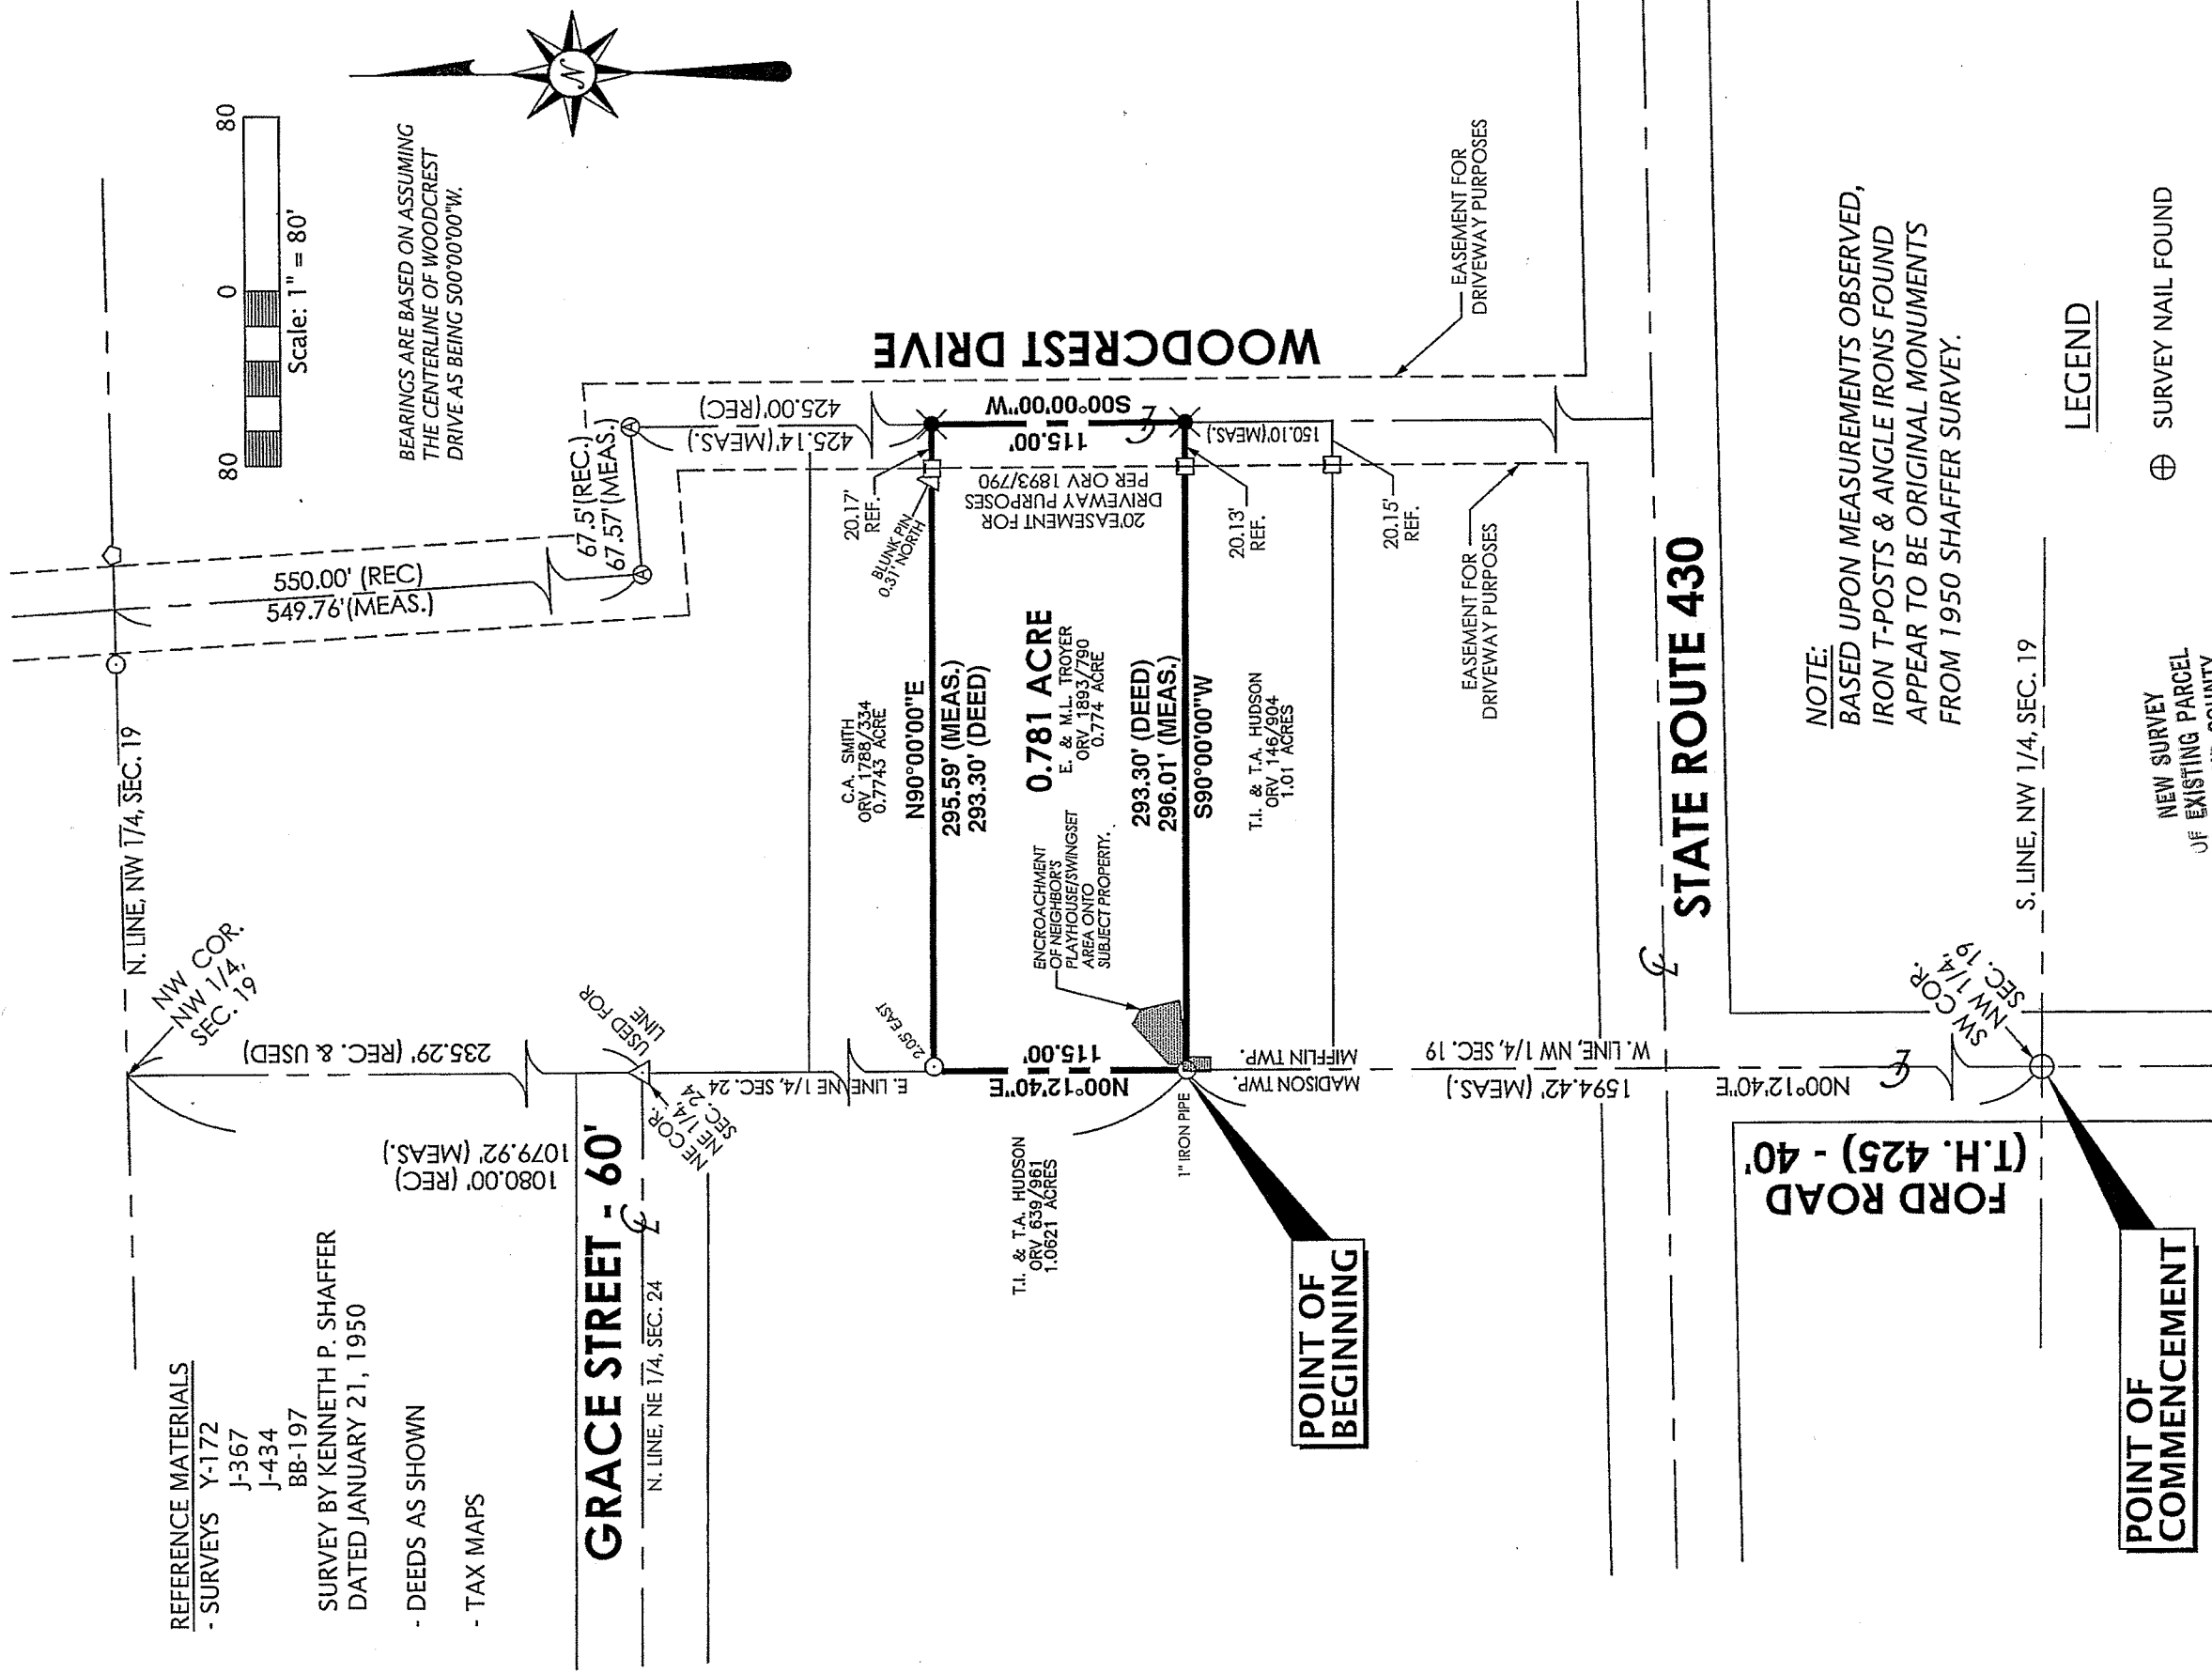 REFERENCE MATERIALS
- SURVEYS Y-172
J-367
J-434
BB-197
SURVEY BY KENNETH P. SHAFFER
DATED JANUARY 21, 1950
- DEEDS AS SHOWN
- TAX MAPS
80 0 80
Scale: 1" = 80'
BEARINGS ARE BASED ON ASSUMING
THE CENTERLINE OF WOODCREST
DRIVE AS BEING S00°00'00"W.
N
N. LINE, NW 1/4, SEC. 19
NW COR.
NW 1/4,
SEC. 19
235.29' (REC. & USED)
1080.00' (REC)
1079.92' (MEAS.)
550.00' (REC)
549.76' (MEAS.)
67.5' (REC.)
67.57' (MEAS.)
A
A
425.00' (REC)
425.14' (MEAS.)
GRACE STREET - 60'
N. LINE, NE 1/4, SEC. 24
USED FOR
LINE
NE COR.
NE 1/4,
SEC. 24
E. LINE, NE 1/4, SEC. 24
2.05' EAST
C.A. SMITH
ORV 1788/334
0.7743 ACRE
N90°00'00"E
295.59' (MEAS.)
293.30' (DEED)
20.17'
REF.
BLUNK PIN
0.31' NORTH
S00°00'00"W
115.00'
20' EASEMENT FOR
DRIVEWAY PURPOSES
PER ORV 1893/790
WOODCREST DRIVE
0.781 ACRE
E. & M.L. TROYER
ORV 1893/790
0.774 ACRE
ENCROACHMENT
OF NEIGHBOR'S
PLAYHOUSE/SWINGSET
AREA ONTO
SUBJECT PROPERTY.
115.00'
N00°12'40"E
T.I. & T.A. HUDSON
ORV 639/961
1.0621 ACRES
293.30' (DEED)
296.01' (MEAS.)
S90°00'00"W
20.13'
REF.
150.10' (MEAS.)
20.15'
REF.
T.I. & T.A. HUDSON
ORV 146/904
1.01 ACRES
1" IRON PIPE
MIFFLIN TWP.
MADISON TWP.
POINT OF
BEGINNING
EASEMENT FOR
DRIVEWAY PURPOSES
EASEMENT FOR
DRIVEWAY PURPOSES
W. LINE, NW 1/4, SEC. 19
1594.42' (MEAS.)
N00°12'40"E
STATE ROUTE 430
FORD ROAD
(T.H. 425) - 40'
SW COR.
NW 1/4,
SEC. 19
S. LINE, NW 1/4, SEC. 19
POINT OF
COMMENCEMENT
NOTE:
BASED UPON MEASUREMENTS OBSERVED,
IRON T-POSTS & ANGLE IRONS FOUND
APPEAR TO BE ORIGINAL MONUMENTS
FROM 1950 SHAFFER SURVEY.
LEGEND
SURVEY NAIL FOUND
NEW SURVEY
OF EXISTING PARCEL